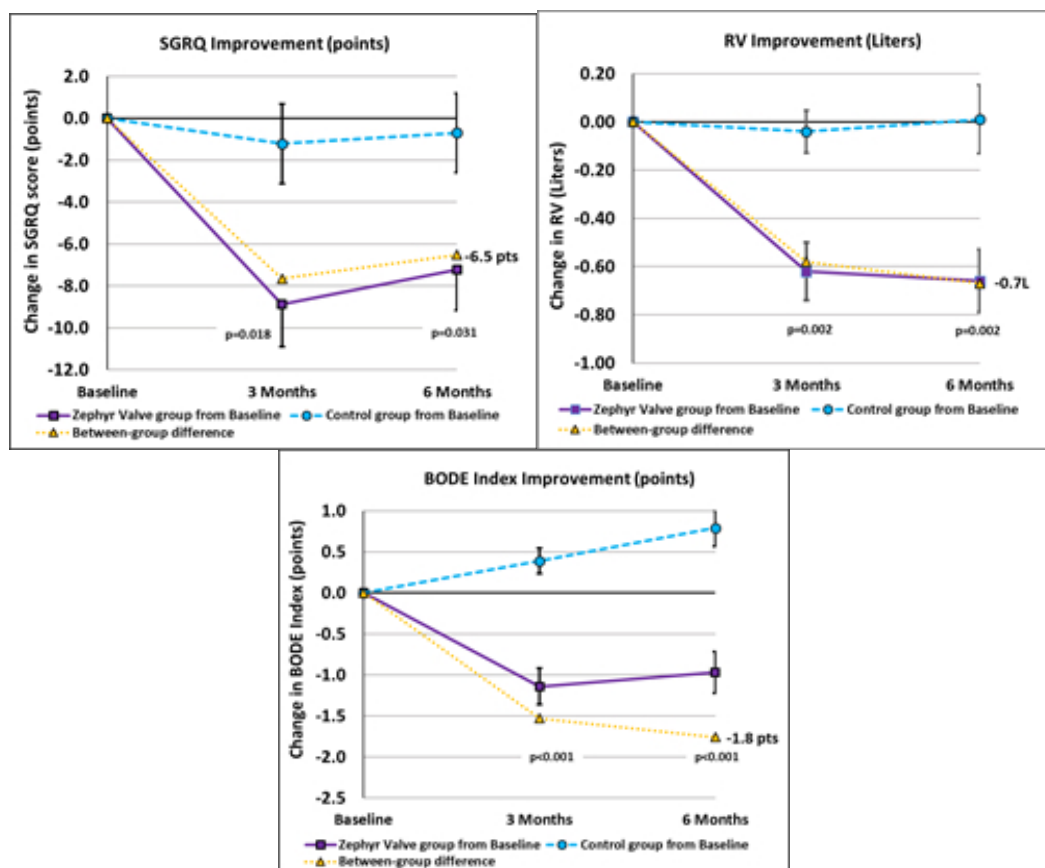 SGRQ Improvement (points)
Change in SGRQ score (points)
2.0
0.0
-2.0
-4.0
-6.0
-8.0
-10.0
-12.0
-6.5 pts
p=0.018
p=0.031
Baseline
3 Months
6 Months
Zephyr Valve group from Baseline
Control group from Baseline
Between-group difference
RV Improvement (Liters)
Change in RV (Liters)
0.20
0.00
-0.20
-0.40
-0.60
-0.80
-1.00
-0.7L
p=0.002
p=0.002
Baseline
3 Months
6 Months
Zephyr Valve group from Baseline
Control group from Baseline
Between-group difference
BODE Index Improvement (points)
Change in BODE Index (points)
1.0
0.5
0.0
-0.5
-1.0
-1.5
-2.0
-2.5
-1.8 pts
p<0.001
p<0.001
Baseline
3 Months
6 Months
Zephyr Valve group from Baseline
Control group from Baseline
Between-group difference